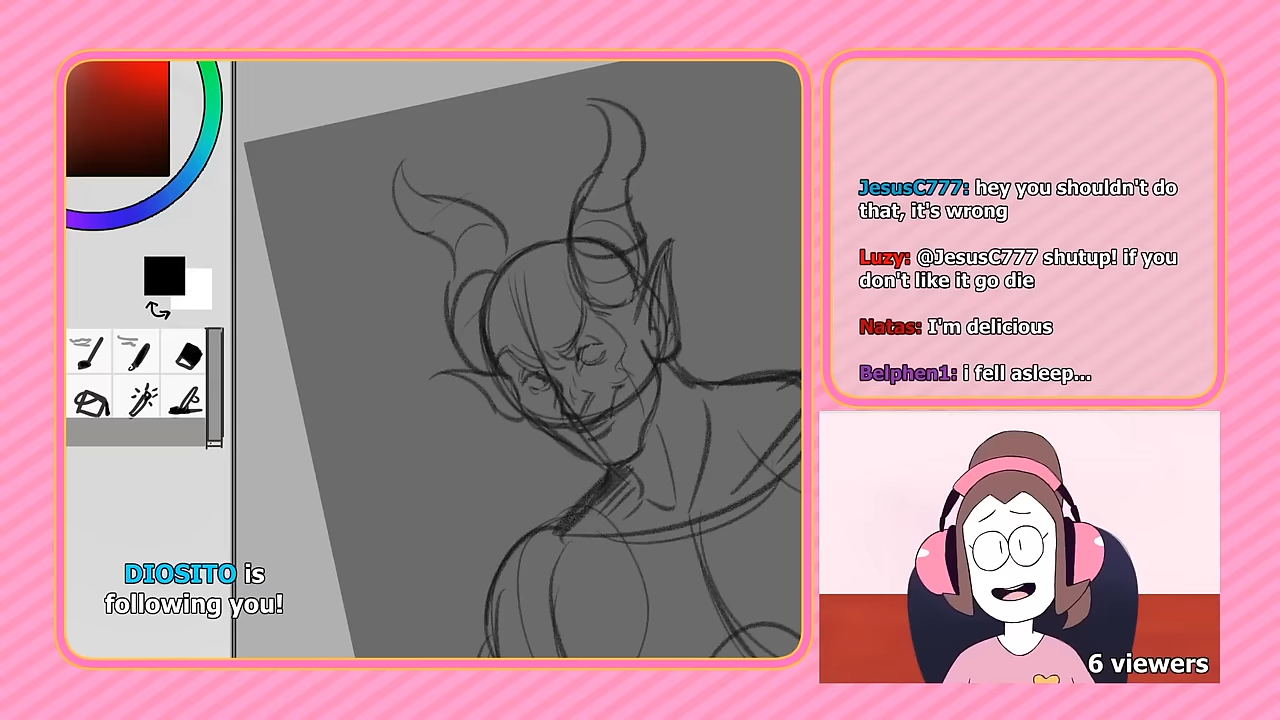 JesusC777: hey you shouldn't do
that, it's wrong
Luzy: @JesusC777 shutup! if you
don't like it go die
Natas: I'm delicious
Belphen1: i fell asleep...
DIOSITO is
following you!
6 viewers